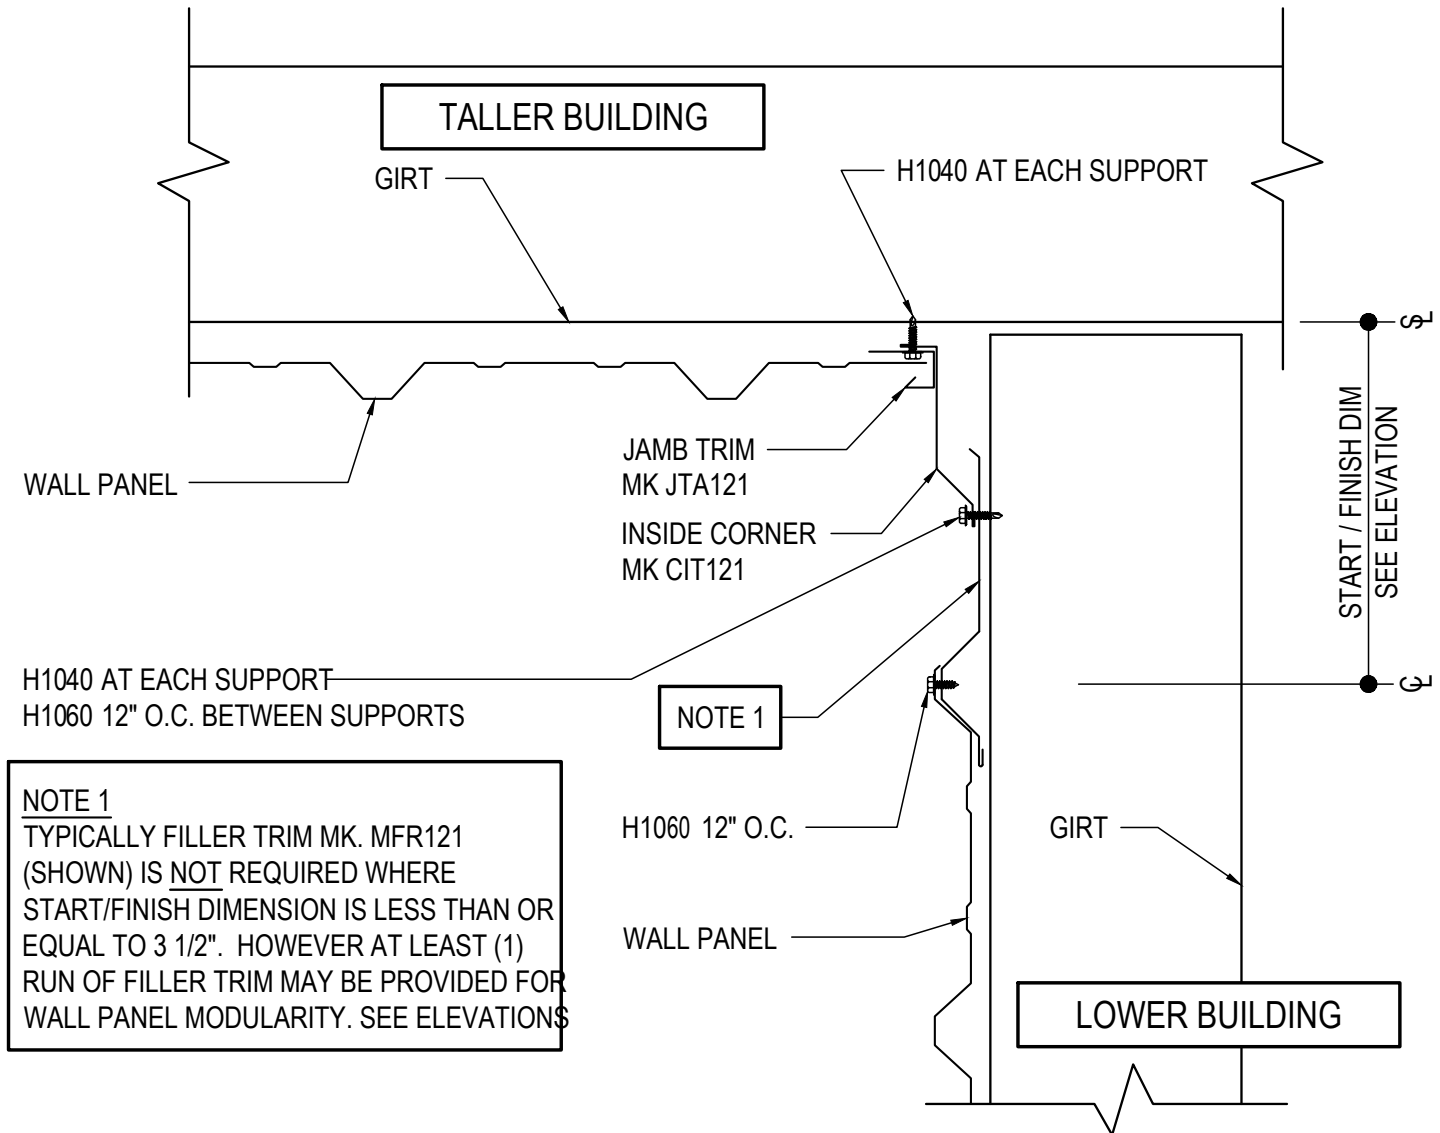 TALLER BUILDING
GIRT
H1040 AT EACH SUPPORT
SL
START / FINISH DIM
SEE ELEVATION
CL
WALL PANEL
JAMB TRIM
MK JTA121
INSIDE CORNER
MK CIT121
H1040 AT EACH SUPPORT
H1060 12" O.C. BETWEEN SUPPORTS
NOTE 1
NOTE 1
TYPICALLY FILLER TRIM MK. MFR121
(SHOWN) IS NOT REQUIRED WHERE
START/FINISH DIMENSION IS LESS THAN OR
EQUAL TO 3 1/2". HOWEVER AT LEAST (1)
RUN OF FILLER TRIM MAY BE PROVIDED FOR
WALL PANEL MODULARITY. SEE ELEVATIONS
H1060 12" O.C.
GIRT
WALL PANEL
LOWER BUILDING